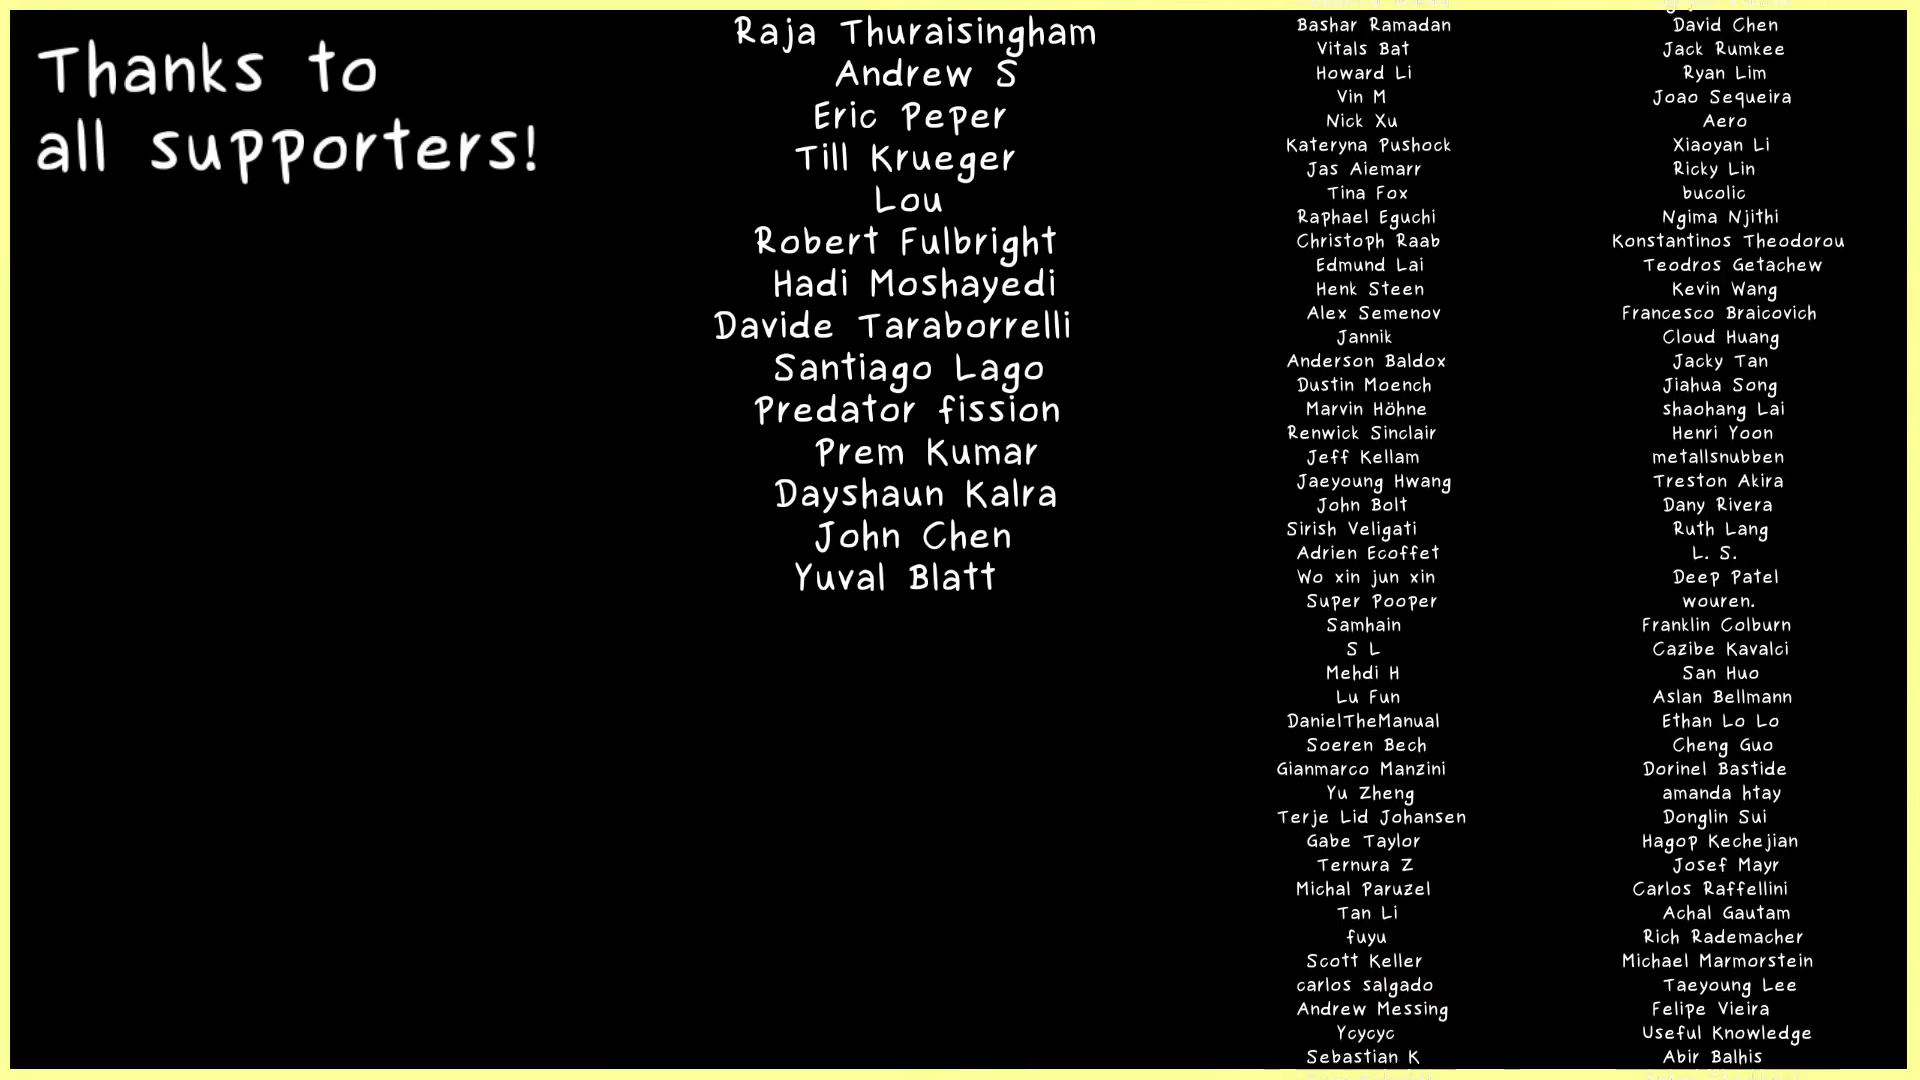 Thanks to
all supporters!
Raja Thuraisingham
Andrew S
Eric Peper
Till Krueger
Lou
Robert Fulbright
Hadi Moshayedi
Davide Taraborrelli
Santiago Lago
Predator fission
Prem Kumar
Dayshaun Kalra
John Chen
Yuval Blatt
Bashar Ramadan
Vitals Bat
Howard Li
Vin M
Nick Xu
Kateryna Pushock
Jas Aiemarr
Tina Fox
Raphael Eguchi
Christoph Raab
Edmund Lai
Henk Steen
Alex Semenov
Jannik
Anderson Baldox
Dustin Moench
Marvin Höhne
Renwick Sinclair
Jeff Kellam
Jaeyoung Hwang
John Bolt
Sirish Veligati
Adrien Ecoffet
Wo xin jun xin
Super Pooper
Samhain
S L
Mehdi H
Lu Fun
DanielTheManual
Soeren Bech
Gianmarco Manzini
Yu Zheng
Terje Lid Johansen
Gabe Taylor
Ternura Z
Michal Paruzel
Tan Li
fuyu
Scott Keller
carlos salgado
Andrew Messing
Ycycyc
Sebastian K
David Chen
Jack Rumkee
Ryan Lim
Joao Sequeira
Aero
Xiaoyan Li
Ricky Lin
bucolic
Ngima Njithi
Konstantinos Theodorou
Teodros Getachew
Kevin Wang
Francesco Braicovich
Cloud Huang
Jacky Tan
Jiahua Song
shaohang Lai
Henri Yoon
metallsnubben
Treston Akira
Dany Rivera
Ruth Lang
L. S.
Deep Patel
wouren.
Franklin Colburn
Cazibe Kavalci
San Huo
Aslan Bellmann
Ethan Lo Lo
Cheng Guo
Dorinel Bastide
amanda htay
Donglin Sui
Hagop Kechejian
Josef Mayr
Carlos Raffellini
Achal Gautam
Rich Rademacher
Michael Marmorstein
Taeyoung Lee
Felipe Vieira
Useful Knowledge
Abir Balhis